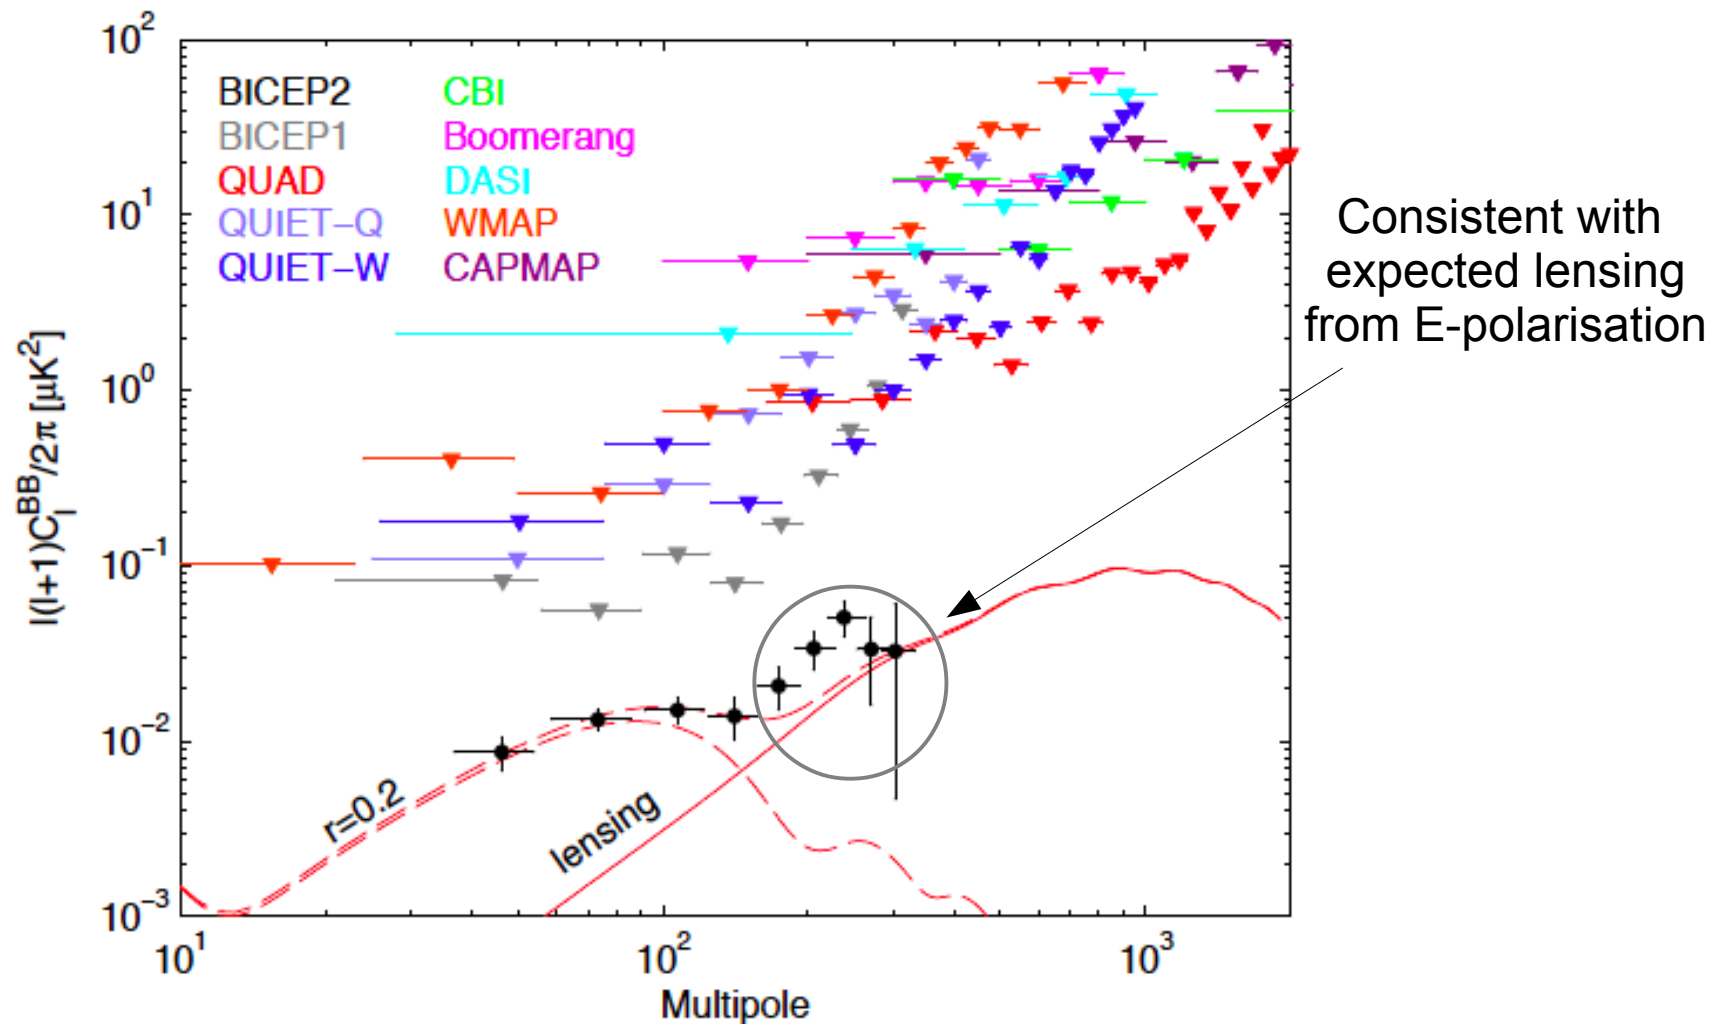 10²
10¹
10⁰
10⁻¹
10⁻²
10⁻³
l(l+1)C_l^{BB}/2π [μK²]
BICEP2
BICEP1
QUAD
QUIET−Q
QUIET−W
CBI
Boomerang
DASI
WMAP
CAPMAP
Consistent with
expected lensing
from E-polarisation
r=0.2
lensing
10¹
10²
10³
Multipole